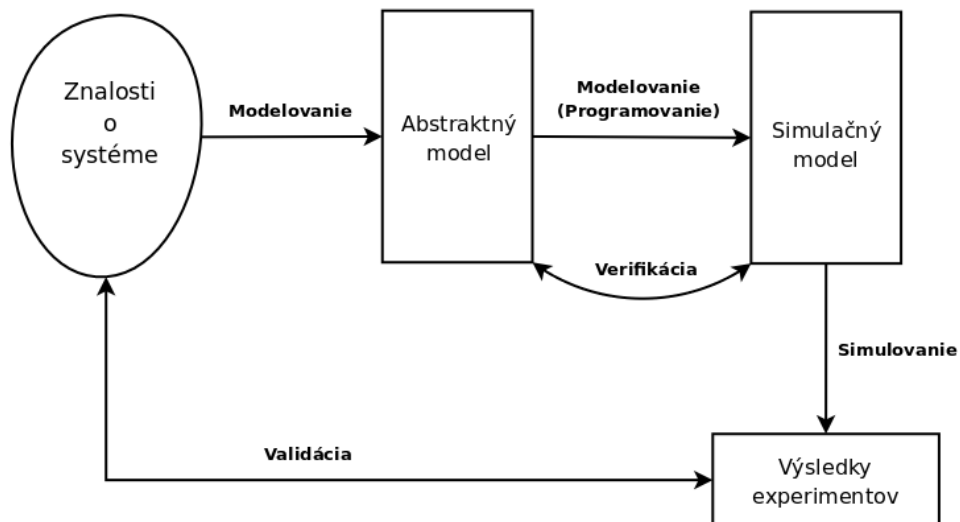 Znalosti
o
systéme
Modelovanie
Abstraktný
model
Modelovanie
(Programovanie)
Simulačný
model
Verifikácia
Simulovanie
Validácia
Výsledky
experimentov